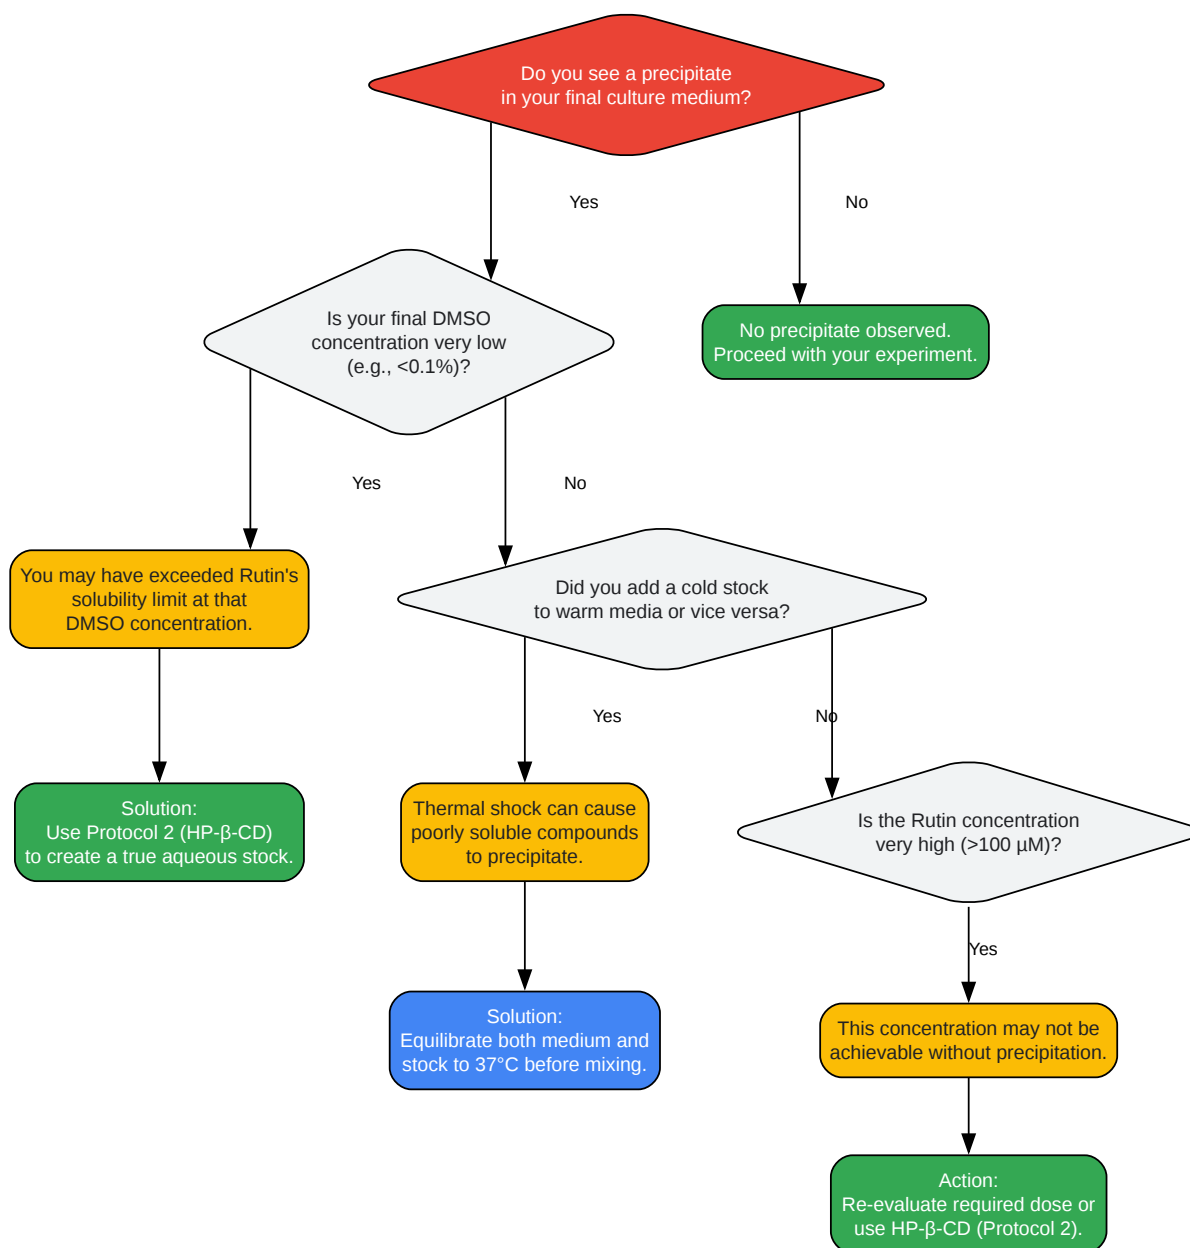 Do you see a precipitate
in your final culture medium?
Yes
No
Is your final DMSO
concentration very low
(e.g., <0.1%)?
No precipitate observed.
Proceed with your experiment.
Yes
No
You may have exceeded Rutin's
solubility limit at that
DMSO concentration.
Did you add a cold stock
to warm media or vice versa?
Yes
No
Solution:
Use Protocol 2 (HP-β-CD)
to create a true aqueous stock.
Thermal shock can cause
poorly soluble compounds
to precipitate.
Is the Rutin concentration
very high (>100 µM)?
Yes
Solution:
Equilibrate both medium and
stock to 37°C before mixing.
This concentration may not be
achievable without precipitation.
Action:
Re-evaluate required dose or
use HP-β-CD (Protocol 2).